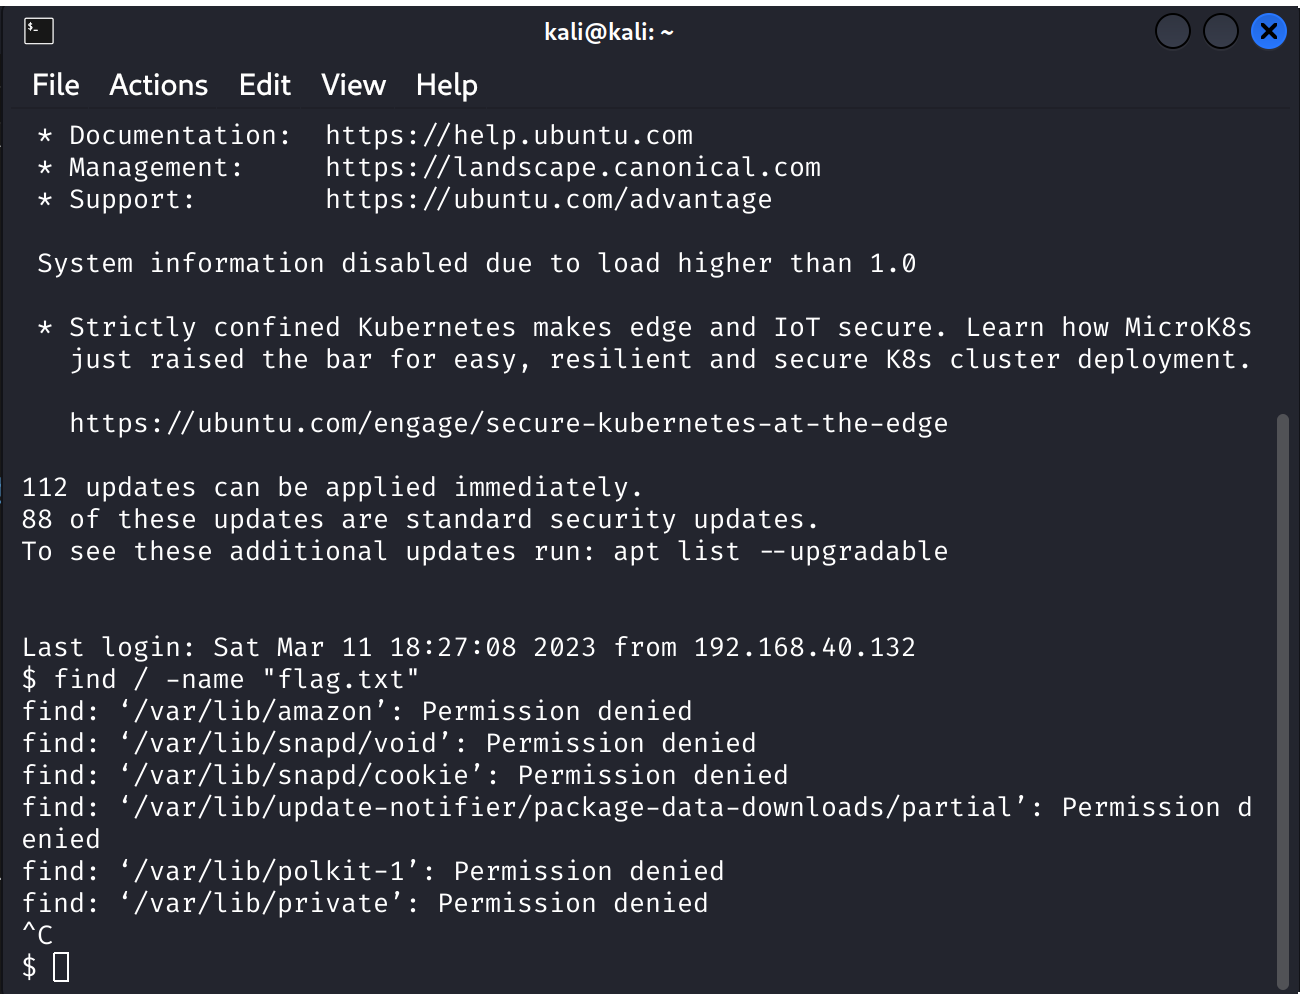 kali@kali: ~
File Actions Edit View Help
* Documentation:  https://help.ubuntu.com
* Management:     https://landscape.canonical.com
* Support:        https://ubuntu.com/advantage
System information disabled due to load higher than 1.0
* Strictly confined Kubernetes makes edge and IoT secure. Learn how MicroK8s
just raised the bar for easy, resilient and secure K8s cluster deployment.
https://ubuntu.com/engage/secure-kubernetes-at-the-edge
112 updates can be applied immediately.
88 of these updates are standard security updates.
To see these additional updates run: apt list --upgradable
Last login: Sat Mar 11 18:27:08 2023 from 192.168.40.132
$ find / -name "flag.txt"
find: ‘/var/lib/amazon’: Permission denied
find: ‘/var/lib/snapd/void’: Permission denied
find: ‘/var/lib/snapd/cookie’: Permission denied
find: ‘/var/lib/update-notifier/package-data-downloads/partial’: Permission d
enied
find: ‘/var/lib/polkit-1’: Permission denied
find: ‘/var/lib/private’: Permission denied
^C
$